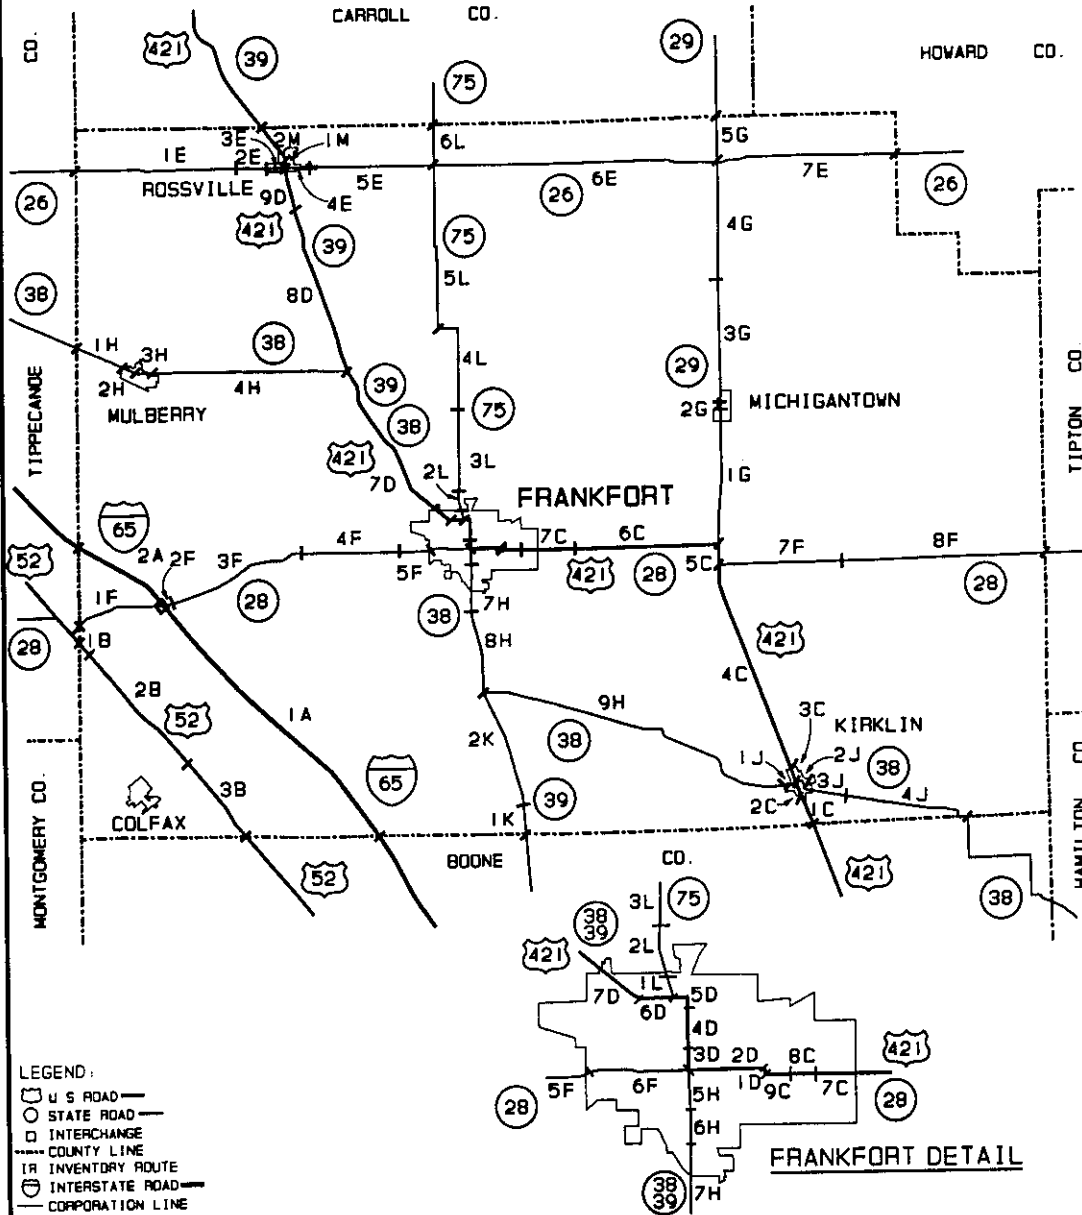 CARROLL CO.
CO.
HOWARD CO.
421
39
75
29
1E
3E
2M
1M
2E
6L
5G
ROSSVILLE
9D
4E
5E
6E
7E
26
26
26
421
39
75
5L
4G
38
8D
1H
3H
2H
38
4H
MULBERRY
39
38
4L
75
3G
29
2G
MICHIGANTOWN
TIPPECANOE
TIPTON CO.
421
7D
2L
3L
FRANKFORT
1G
65
52
2A
2F
3F
4F
5F
7C
6C
421
28
5C
7F
8F
28
1F
28
28
1B
38
7H
8H
421
4C
2B
52
1A
9H
38
2K
3C
KIRKLIN
1J
2J
38
3J
4J
2C
1C
3B
65
39
1K
COLFAX
MONTGOMERY CO.
HAMILTON CO.
BOONE CO.
52
421
38
3L
75
38
39
421
2L
1L
7D
6D
5D
4D
3D
2D
8C
421
5F
6F
1D
9C
7C
28
28
5H
6H
38
39
7H
FRANKFORT DETAIL
LEGEND:
U S ROAD
STATE ROAD
INTERCHANGE
COUNTY LINE
1A INVENTORY ROUTE
INTERSTATE ROAD
CORPORATION LINE